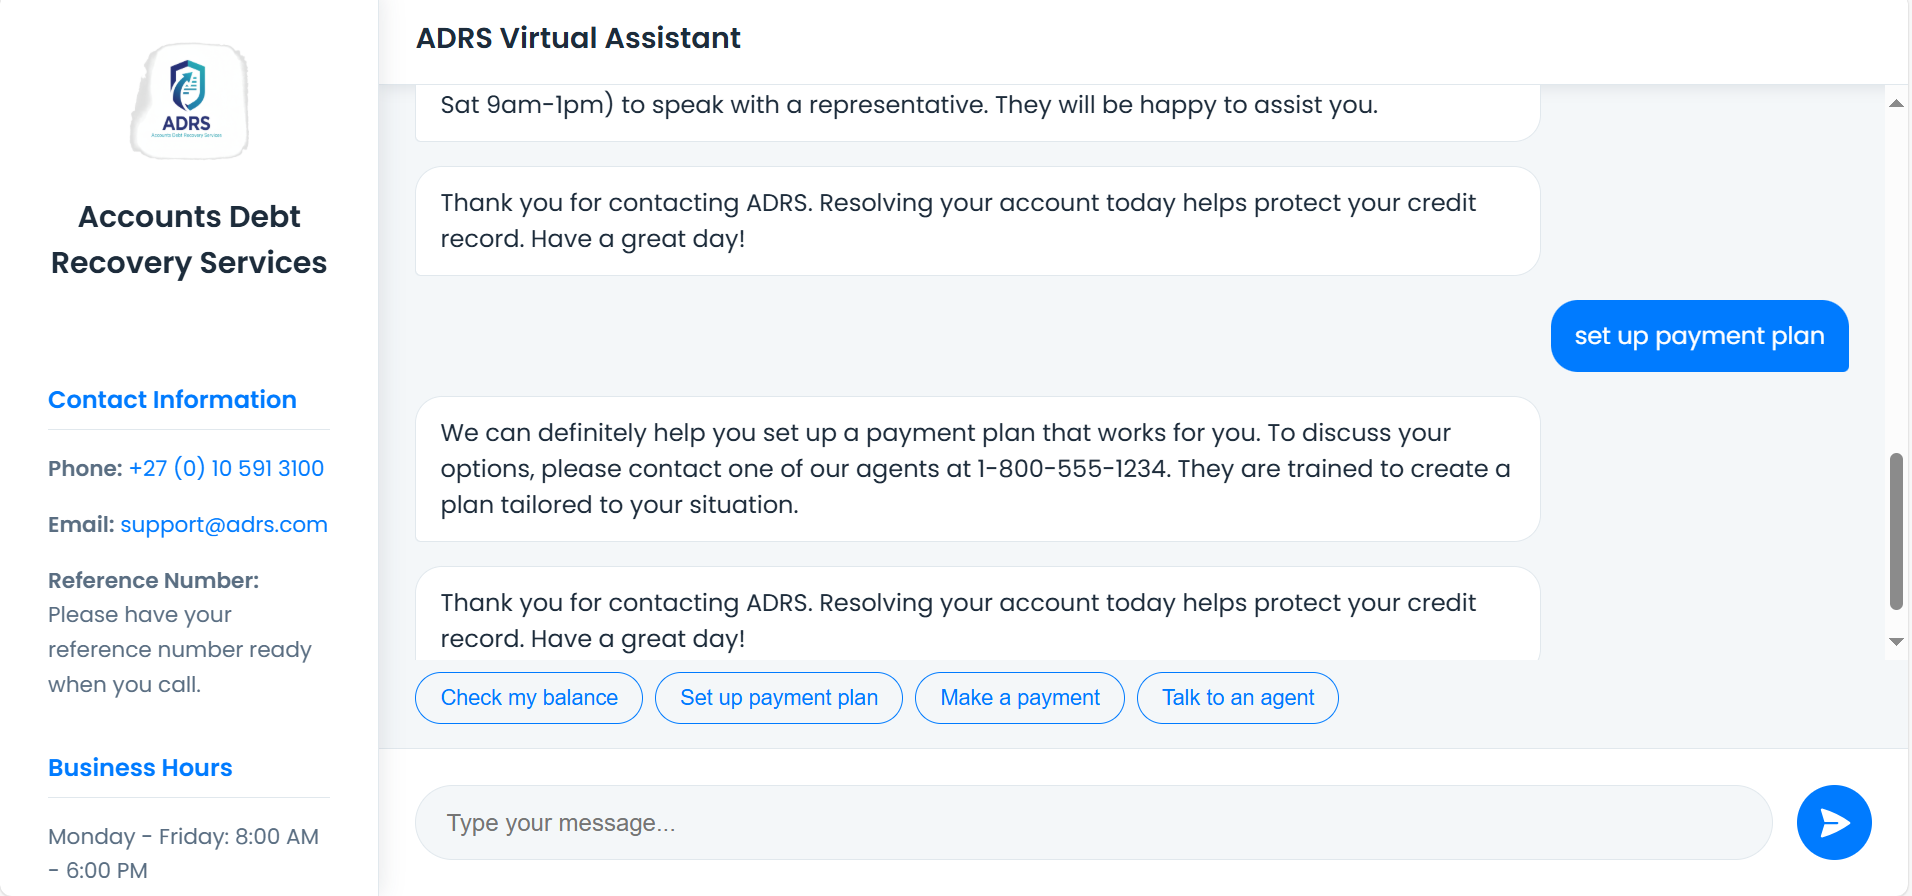 ADRS
Accounts Debt Recovery Services
Accounts Debt
Recovery Services
Contact Information
Phone: +27 (0) 10 591 3100
Email: support@adrs.com
Reference Number:
Please have your
reference number ready
when you call.
Business Hours
Monday - Friday: 8:00 AM
- 6:00 PM
ADRS Virtual Assistant
Sat 9am-1pm) to speak with a representative. They will be happy to assist you.
Thank you for contacting ADRS. Resolving your account today helps protect your credit
record. Have a great day!
set up payment plan
We can definitely help you set up a payment plan that works for you. To discuss your
options, please contact one of our agents at 1-800-555-1234. They are trained to create a
plan tailored to your situation.
Thank you for contacting ADRS. Resolving your account today helps protect your credit
record. Have a great day!
Check my balance
Set up payment plan
Make a payment
Talk to an agent
Type your message...